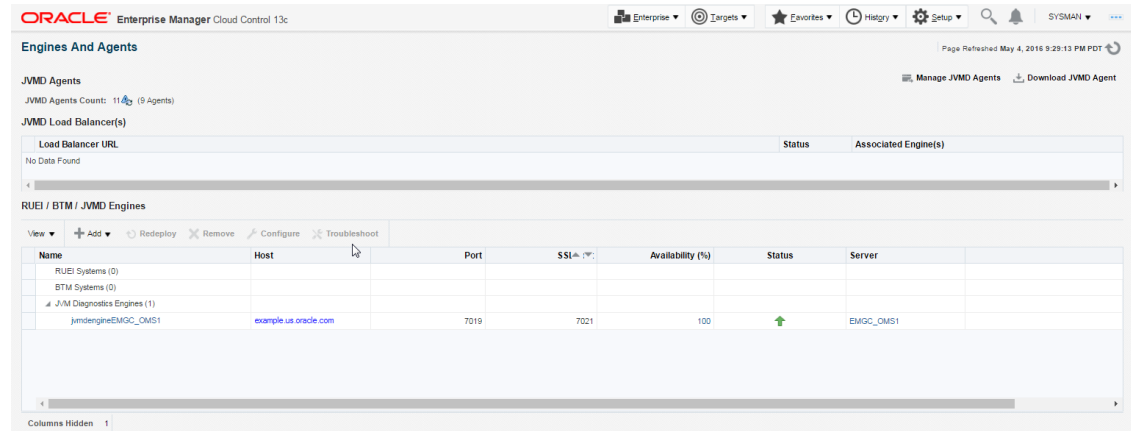 ORACLE® Enterprise Manager Cloud Control 13c Enterprise Targets Favorites History Setup SYSMAN
Engines And Agents
Page Refreshed May 4, 2016 9:29:13 PM PDT
JVMD Agents
Manage JVMD Agents Download JVMD Agent
JVMD Agents Count: 11 (9 Agents)
JVMD Load Balancer(s)
Load Balancer URL Status Associated Engine(s)
No Data Found
RUEI / BTM / JVMD Engines
View Add Redeploy Remove Configure Troubleshoot
Name Host Port SSL Availability (%) Status Server
RUEI Systems (0)
BTM Systems (0)
JVM Diagnostics Engines (1)
jvmdengineEMGC_OMS1 example.us.oracle.com 7019 7021 100 EMGC_OMS1
Columns Hidden 1